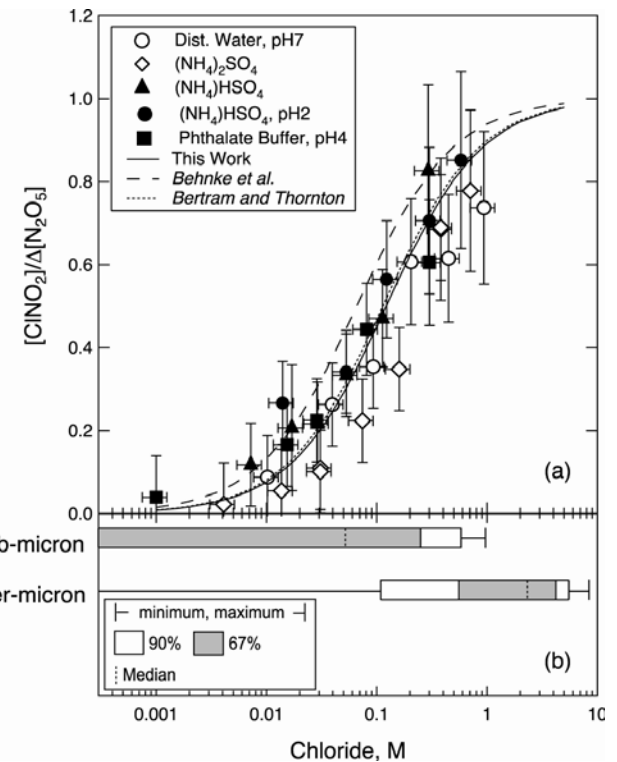 1.2
1.0
0.8
0.6
0.4
0.2
0.0
[ClNO2]/Δ[N2O5]
Dist. Water, pH7
(NH4)2SO4
(NH4)HSO4
(NH4)HSO4, pH2
Phthalate Buffer, pH4
This Work
Behnke et al.
Bertram and Thornton
(a)
b-micron
er-micron
minimum, maximum
90%
67%
Median
(b)
0.001
0.01
0.1
1
10
Chloride, M